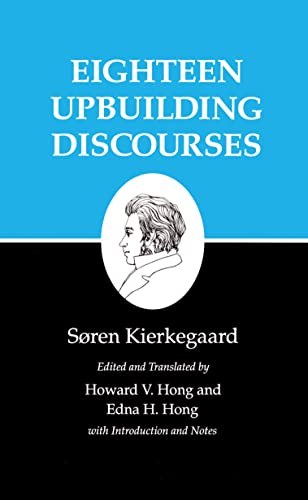 EIGHTEEN
UPBUILDING
DISCOURSES
Søren Kierkegaard
Edited and Translated by
Howard V. Hong and
Edna H. Hong
with Introduction and Notes